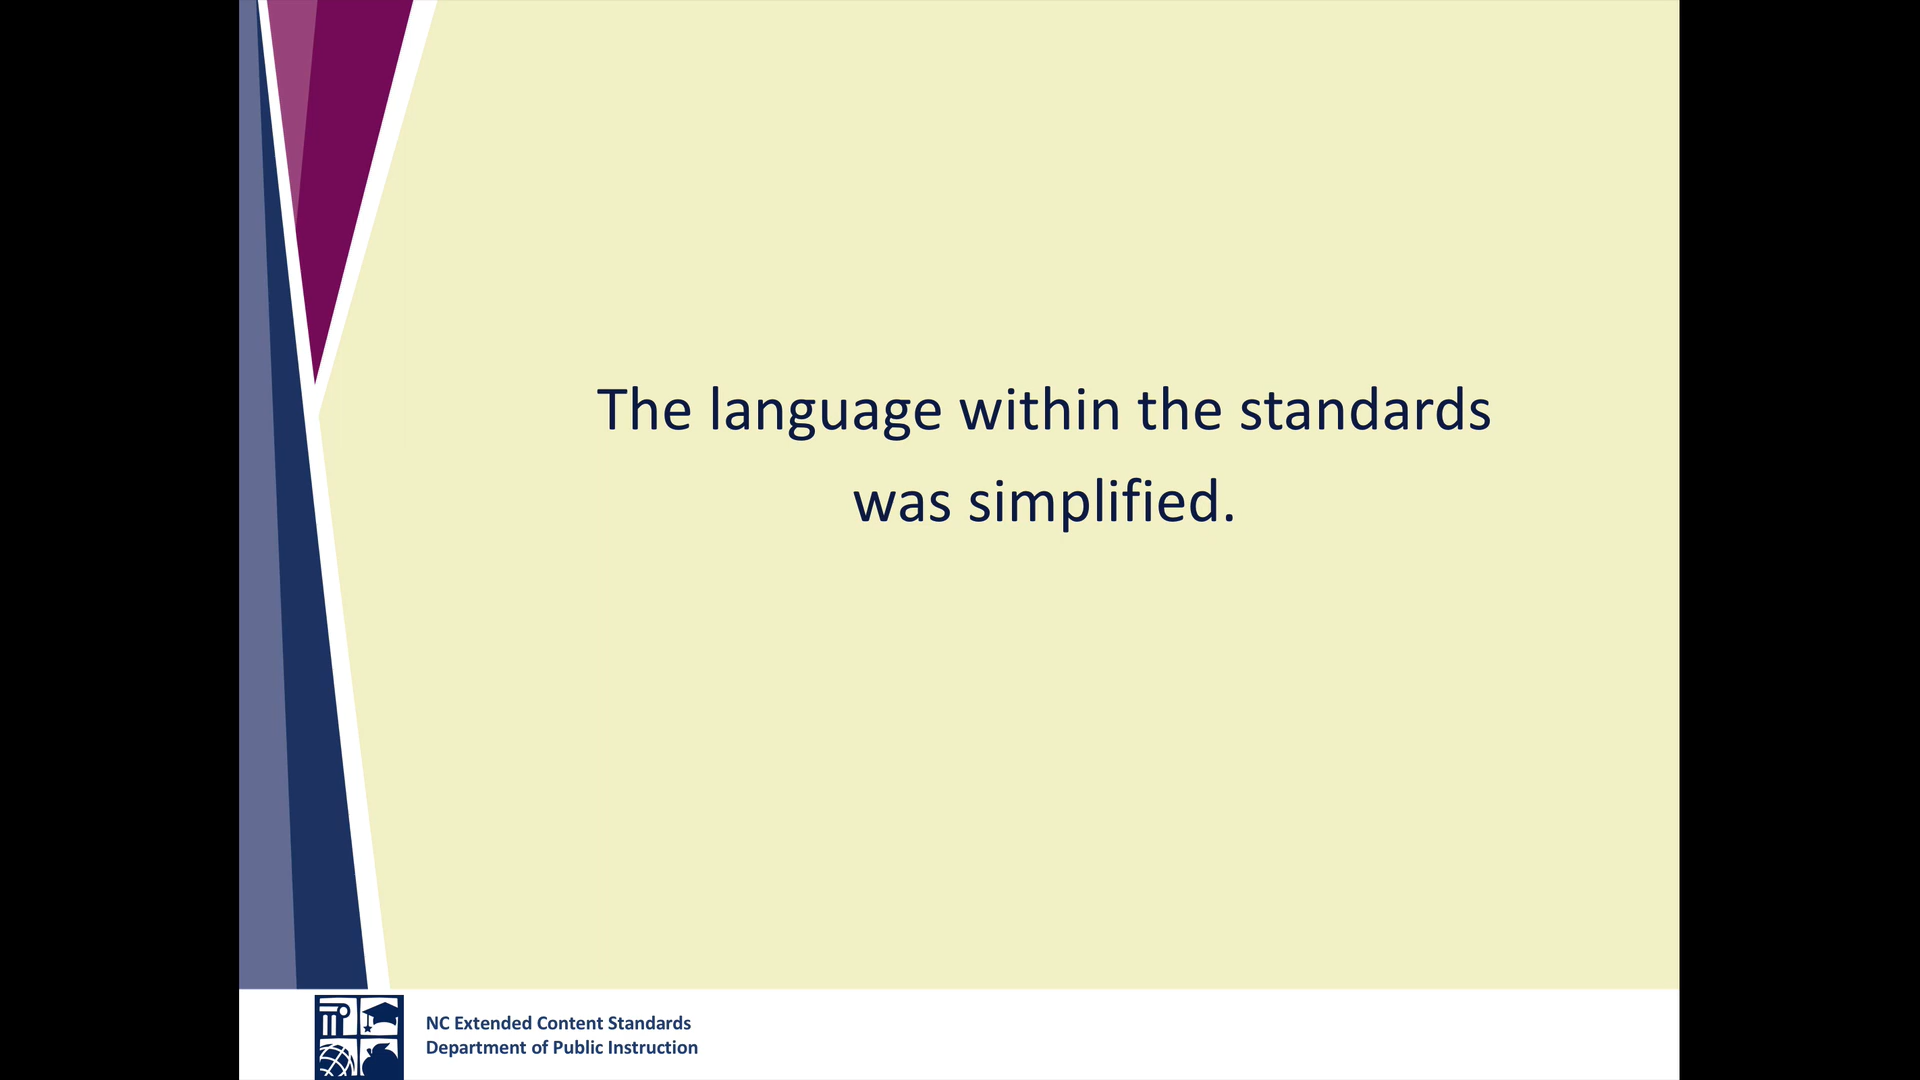 The language within the standards
was simplified.
NC Extended Content Standards
Department of Public Instruction